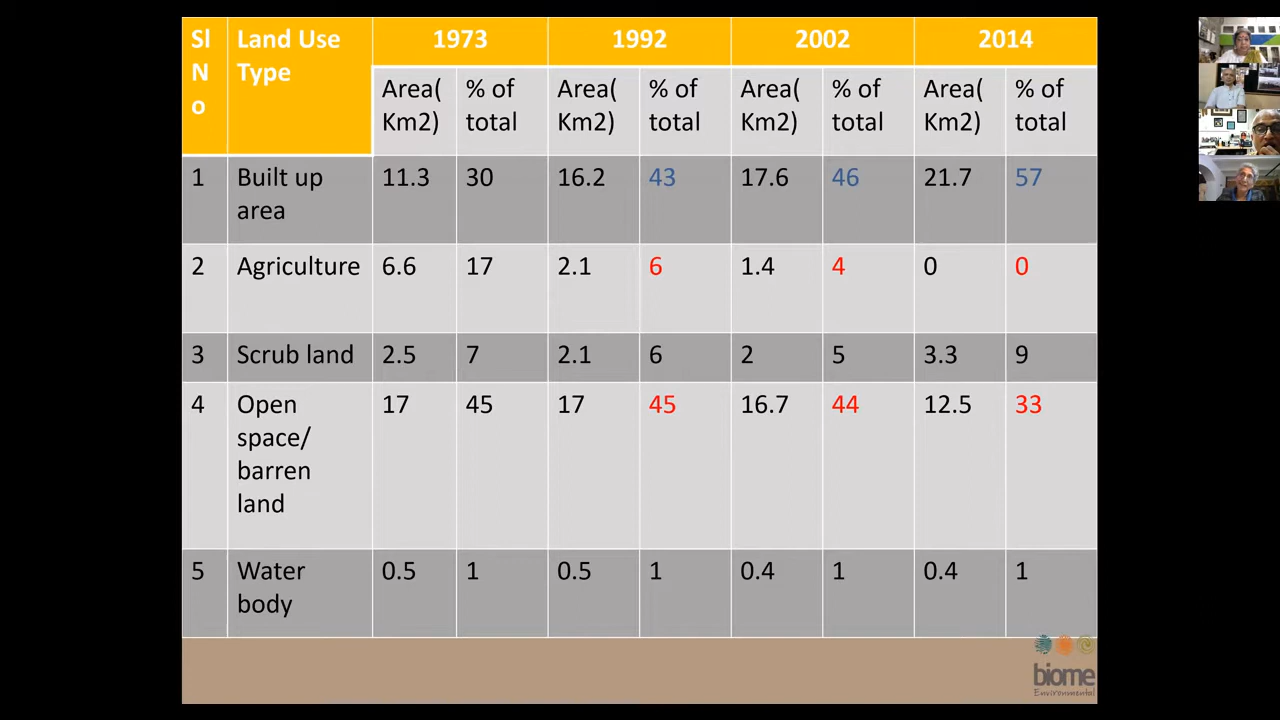 Sl No Land Use Type 1973 1992 2002 2014
Area(Km2) % of total Area(Km2) % of total Area(Km2) % of total Area(Km2) % of total
1 Built up area 11.3 30 16.2 43 17.6 46 21.7 57
2 Agriculture 6.6 17 2.1 6 1.4 4 0 0
3 Scrub land 2.5 7 2.1 6 2 5 3.3 9
4 Open space/ barren land 17 45 17 45 16.7 44 12.5 33
5 Water body 0.5 1 0.5 1 0.4 1 0.4 1
biome
Environmental